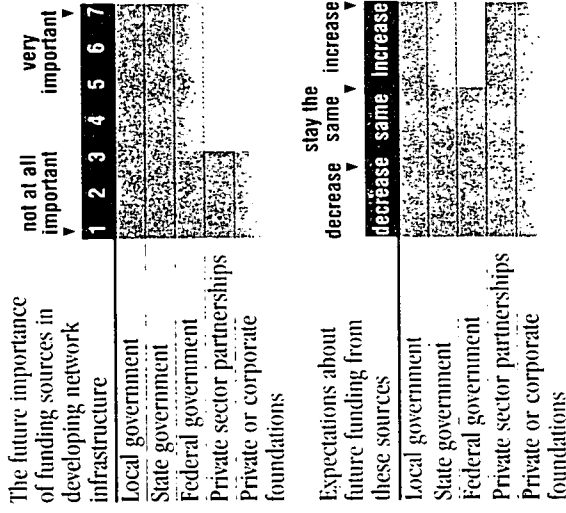 The future importance
of funding sources in
developing network
infrastructure
not at all
important
very
important
1 2 3 4 5 6 7
Local government
State government
Federal government
Private sector partnerships
Private or corporate
foundations
Expectations about
future funding from
these sources
decrease
stay the
same
increase
decrease same Increase
Local government
State government
Federal government
Private sector partnerships
Private or corporate
foundations